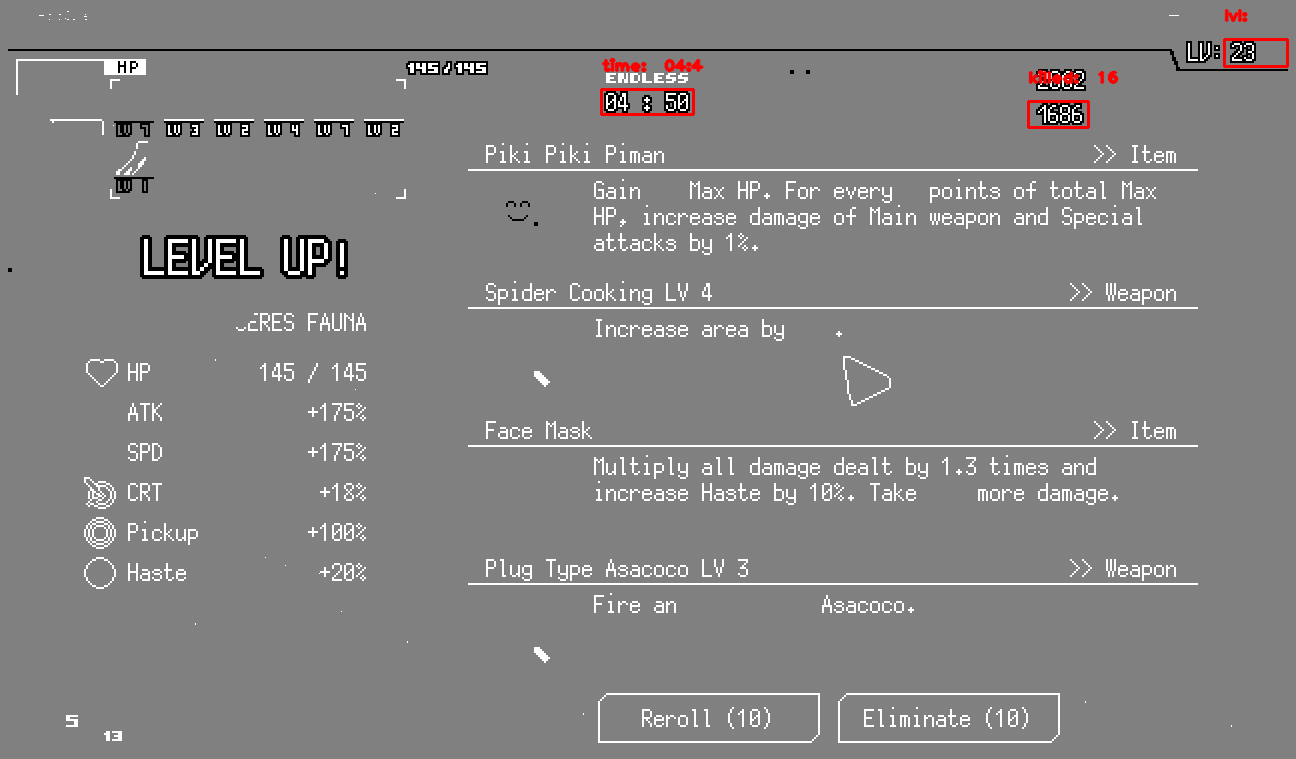 lvl:
LV: 23
HP
145/145
time: 04:4
ENDLESS
04 : 50
16
1686
LV 7 LV 3 LV 2 LV 4 LV 7 LV 2
LV 1
Piki Piki Piman >> Item
Gain Max HP. For every points of total Max
HP, increase damage of Main weapon and Special
attacks by 1%.
LEVEL UP!
Spider Cooking LV 4 >> Weapon
Increase area by .
ERES FAUNA
HP 145 / 145
ATK +175%
SPD +175%
CRT +18%
Pickup +100%
Haste +20%
Face Mask >> Item
Multiply all damage dealt by 1.3 times and
increase Haste by 10%. Take more damage.
Plug Type Asacoco LV 3 >> Weapon
Fire an Asacoco.
Reroll (10)
Eliminate (10)
5
13